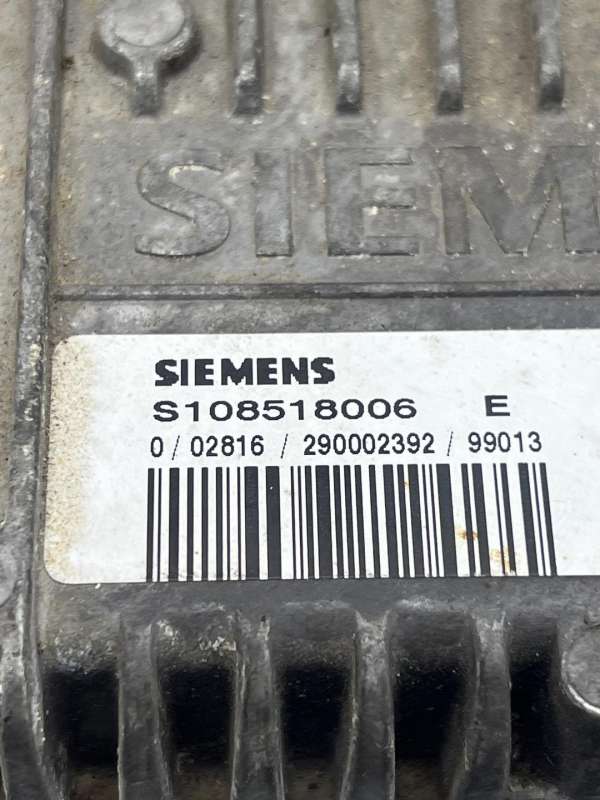 SIEM
SIEMENS
S108518006 E
0 / 02816 / 290002392 / 99013